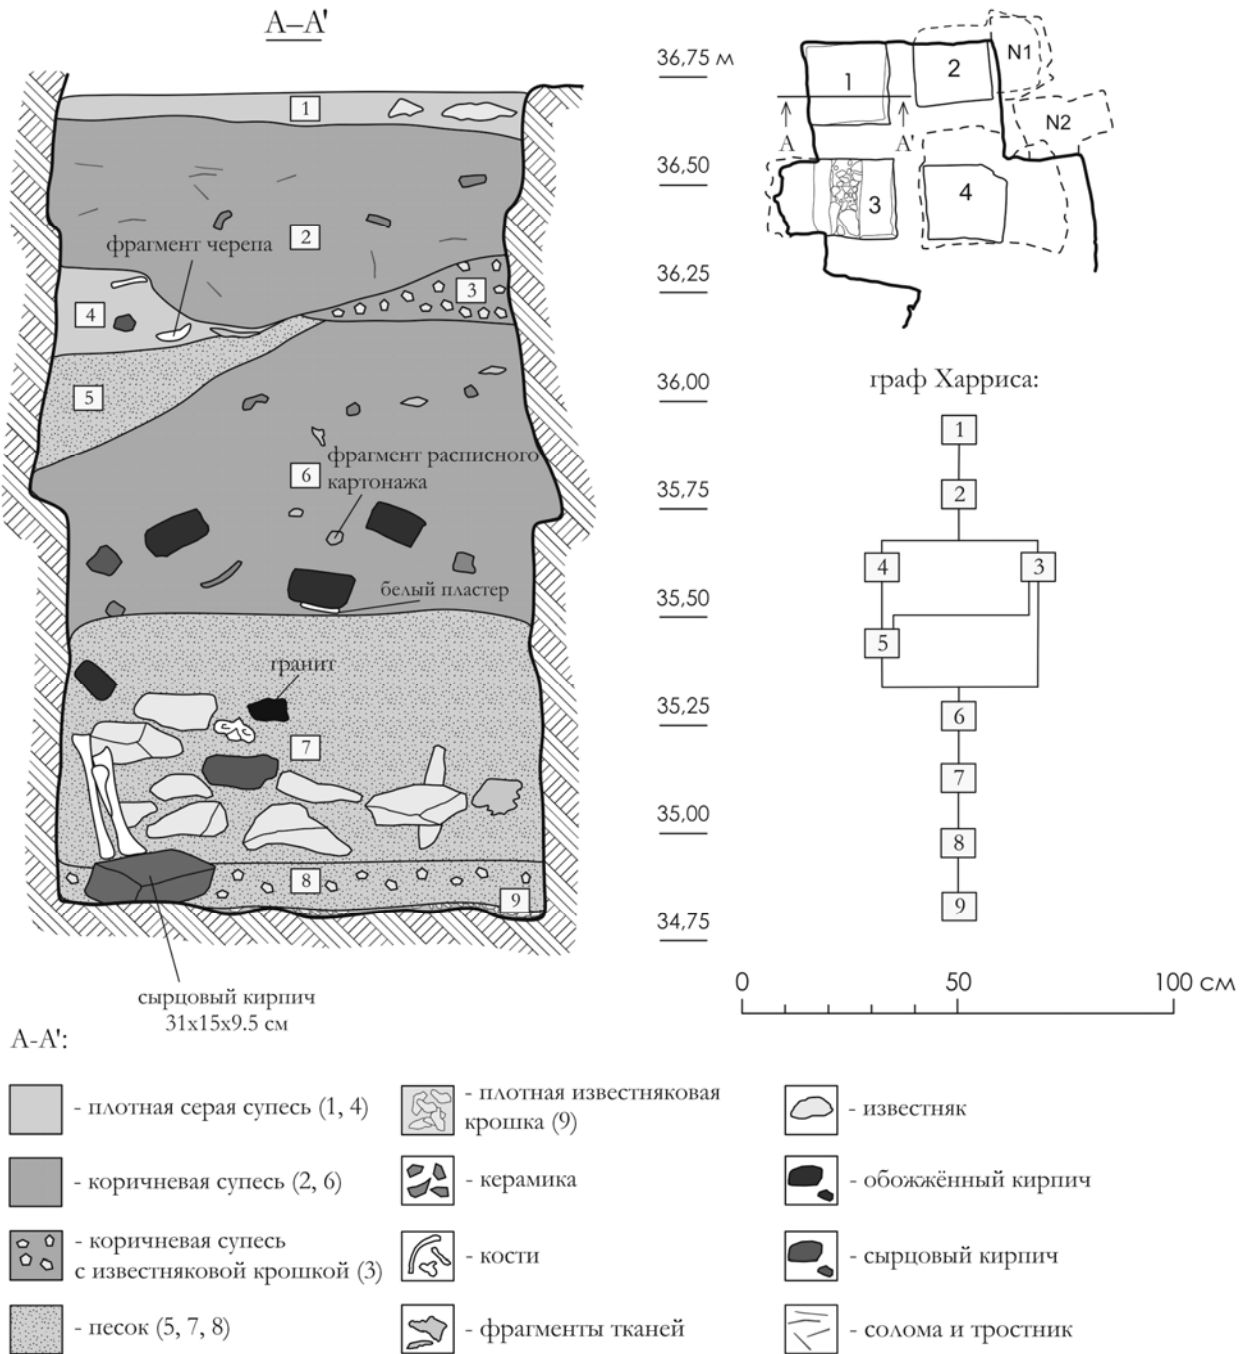 А–А'
1
2
фрагмент черепа
3
4
5
фрагмент расписного
6
картонажа
белый пластер
гранит
7
8
9
сырцовый кирпич
31х15х9.5 см
36,75 м
36,50
36,25
36,00
35,75
35,50
35,25
35,00
34,75
1
2
N1
N2
А
А'
3
4
граф Харриса:
1
2
4
3
5
6
7
8
9
0
50
100 см
А-А':
- плотная серая супесь (1, 4)
- коричневая супесь (2, 6)
- коричневая супесь
с известняковой крошкой (3)
- песок (5, 7, 8)
- плотная известняковая
крошка (9)
- керамика
- кости
- фрагменты тканей
- известняк
- обожжённый кирпич
- сырцовый кирпич
- солома и тростник